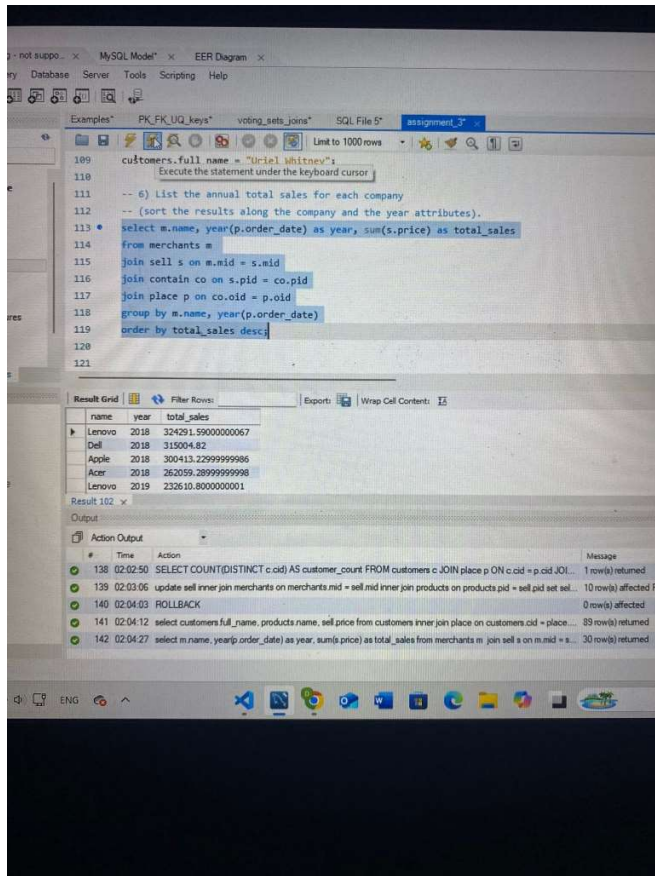 g - not suppo... × MySQL Model* × EER Diagram ×
ry Database Server Tools Scripting Help
Examples* PK_FK_UQ_keys* voting_sets_joins* SQL File 5* assignment_3* ×
Limit to 1000 rows
109 customers.full_name = "Uriel Whitney";
110 Execute the statement under the keyboard cursor
111 -- 6) List the annual total sales for each company
112 -- (sort the results along the company and the year attributes).
113 select m.name, year(p.order_date) as year, sum(s.price) as total_sales
114 from merchants m
115 join sell s on m.mid = s.mid
116 join contain co on s.pid = co.pid
117 join place p on co.oid = p.oid
118 group by m.name, year(p.order_date)
119 order by total_sales desc;
120
121
ures
Result Grid Filter Rows: Export: Wrap Cell Content: IA
name year total_sales
Lenovo 2018 324291.59000000067
Dell 2018 315004.82
Apple 2018 300413.22999999986
Acer 2018 262059.28999999998
Lenovo 2019 232610.8000000001
Result 102 ×
Output
Action Output
# Time Action Message
138 02:02:50 SELECT COUNT(DISTINCT c.cid) AS customer_count FROM customers c JOIN place p ON c.cid = p.cid JOI... 1 row(s) returned
139 02:03:06 update sell inner join merchants on merchants.mid = sell.mid inner join products on products.pid = sell.pid set sel... 10 row(s) affected R
140 02:04:03 ROLLBACK 0 row(s) affected
141 02:04:12 select customers.full_name, products.name, sell.price from customers inner join place on customers.cid = place.... 89 row(s) returned
142 02:04:27 select m.name, year(p.order_date) as year, sum(s.price) as total_sales from merchants m join sell s on m.mid = s... 30 row(s) returned
ENG